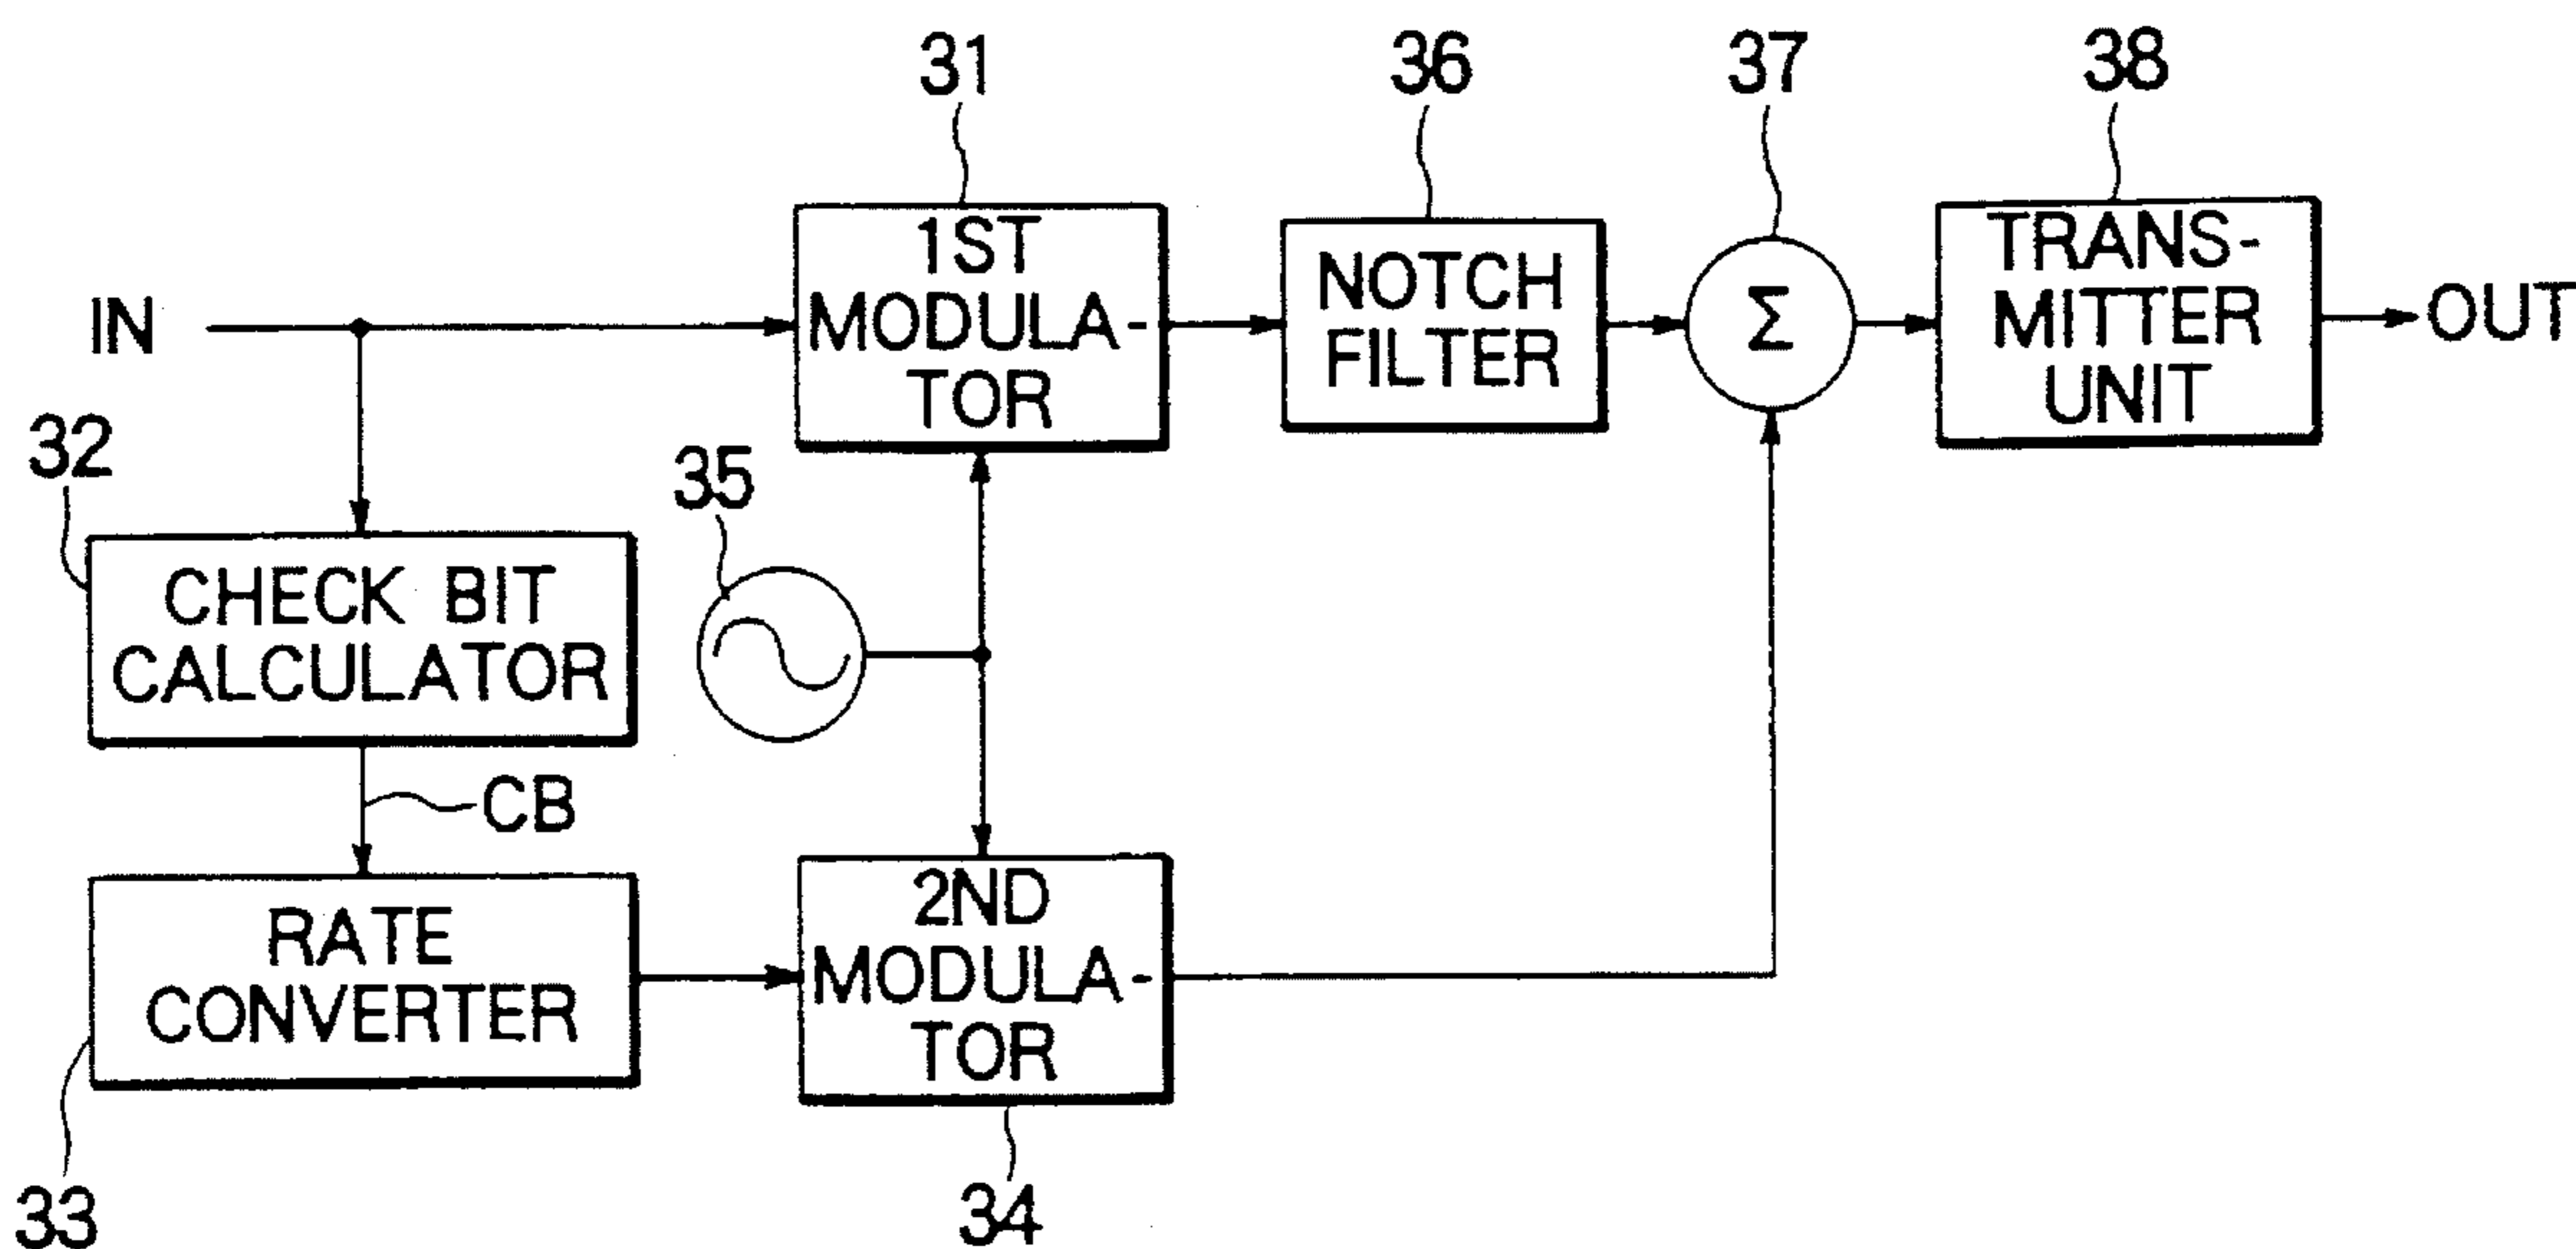 31
36
37
38
IN
1ST
MODULA-
TOR
NOTCH
FILTER
Σ
TRANS-
MITTER
UNIT
OUT
32
35
CHECK BIT
CALCULATOR
CB
RATE
CONVERTER
2ND
MODULA-
TOR
33
34